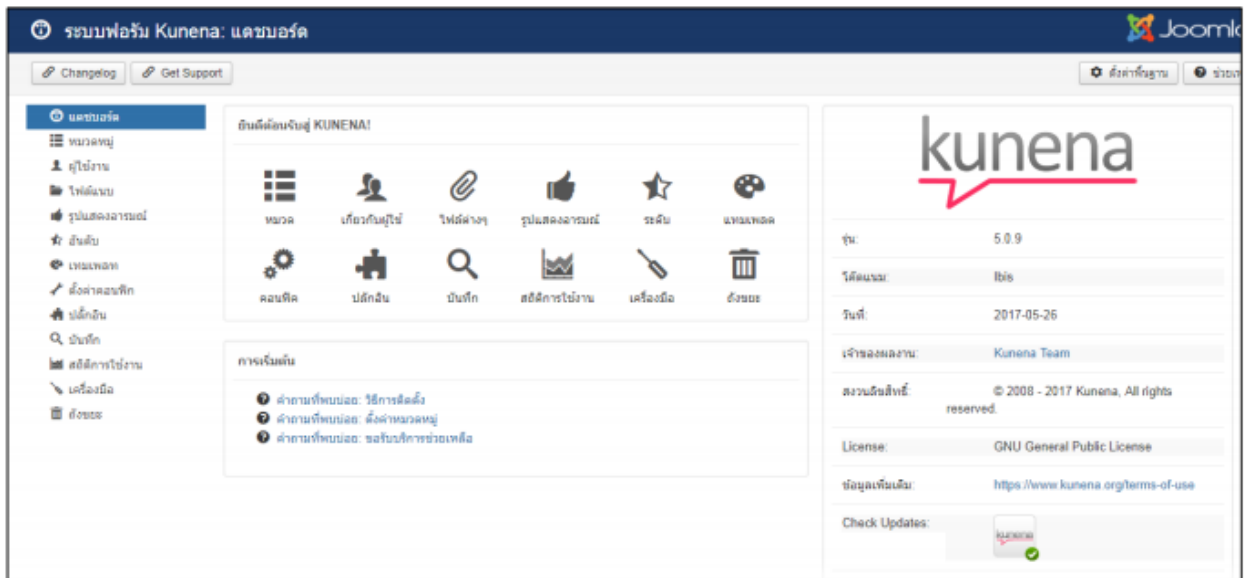 ระบบฟอรัม Kunena: แดชบอร์ด
Joomla
Changelog
Get Support
ตั้งค่าพื้นฐาน
แดชบอร์ด
หมวดหมู่
ผู้ใช้งาน
ไฟล์แนบ
รูปแสดงอารมณ์
อันดับ
เทมเพลท
ตั้งค่าคอนฟิก
ปลั๊กอิน
บันทึก
สถิติการใช้งาน
เครื่องมือ
ถังขยะ
ยินดีต้อนรับสู่ KUNENA!
หมวด
เกี่ยวกับผู้ใช้
ไฟล์ต่างๆ
รูปแสดงอารมณ์
ระดับ
แทมเพลต
คอนฟิค
ปลักอิน
บันทึก
สถิติการใช้งาน
เครื่องมือ
ถังขยะ
การเริ่มต้น
คำถามที่พบบ่อย: วิธีการติดตั้ง
คำถามที่พบบ่อย: ตั้งค่าหมวดหมู่
คำถามที่พบบ่อย: ขอรับบริการช่วยเหลือ
kunena
รุ่น: 5.0.9
โค๊ดแนม: Ibis
วันที่: 2017-05-26
เจ้าของผลงาน: Kunena Team
สงวนลิขสิทธิ์: © 2008 - 2017 Kunena, All rights
reserved.
License: GNU General Public License
ข้อมูลเพิ่มเติม: https://www.kunena.org/terms-of-use
Check Updates:
kunena